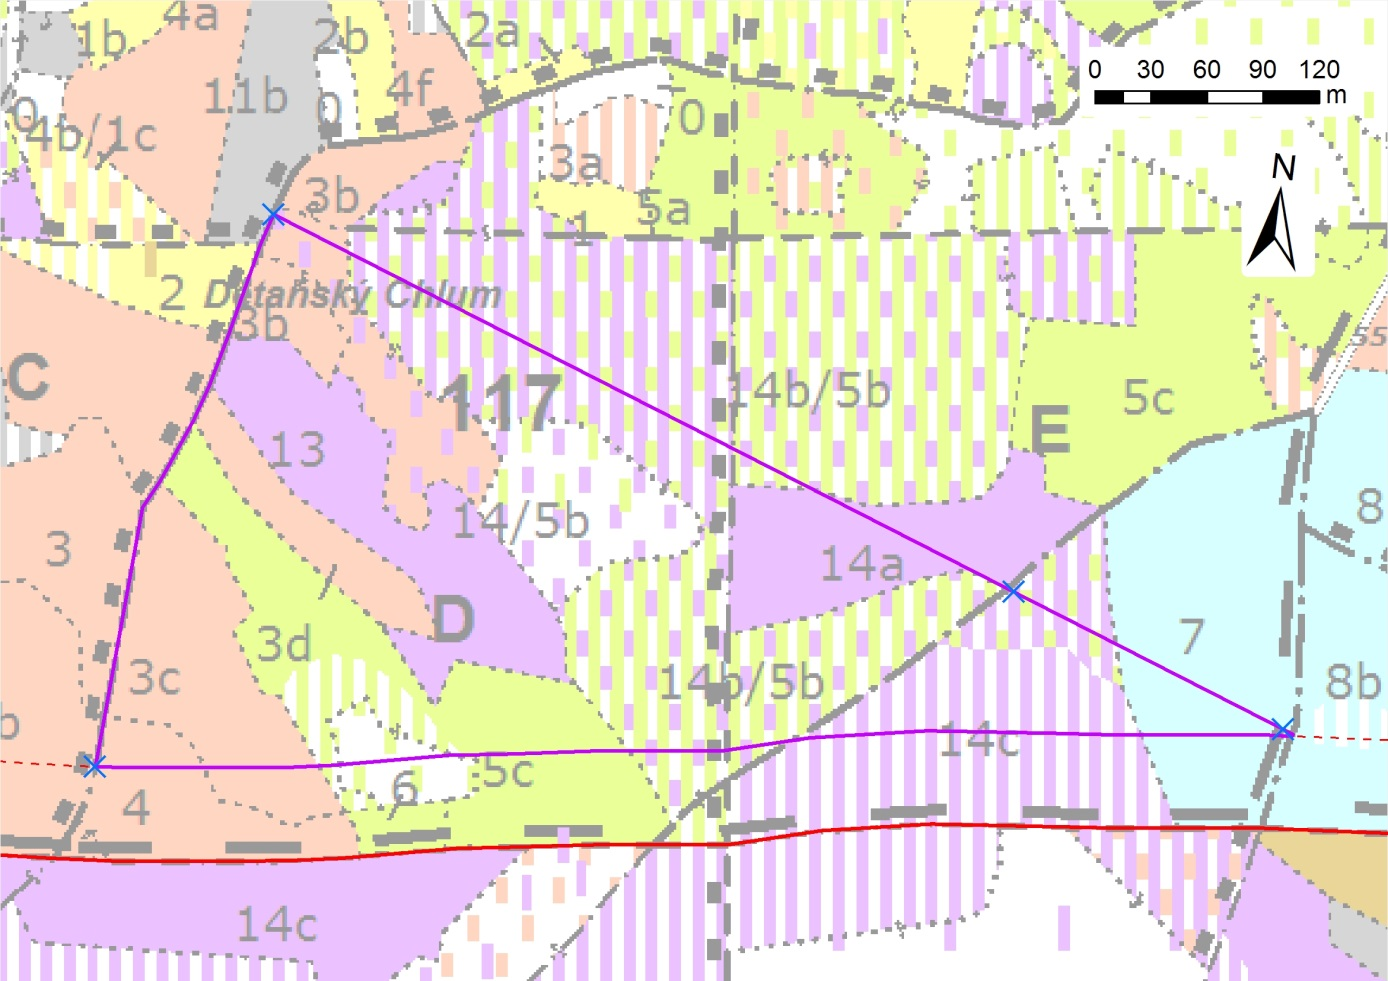 4a
2b
2a
1b
0 30 60 90 120
m
11b
4f
0
0
0
4b/1c
3a
N
3b
5a
1
2
Dětaňský Chlum
3b
C
117
14b/5b
5c
E
13
14/5b
8
3
14a
D
3d
7
3c
14b/5b
8b
b
14c
5c
6
4
14c